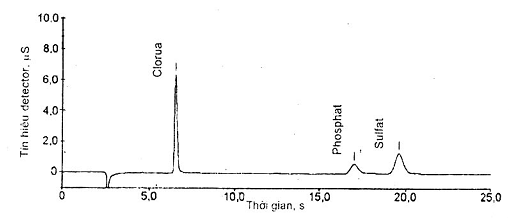 Tín hiệu detector, µS
10,0
8,0
6,0
4,0
2,0
0
0
5,0
10,0
15,0
20,0
25,0
Thời gian, s
Clorua
Phosphat
Sulfat